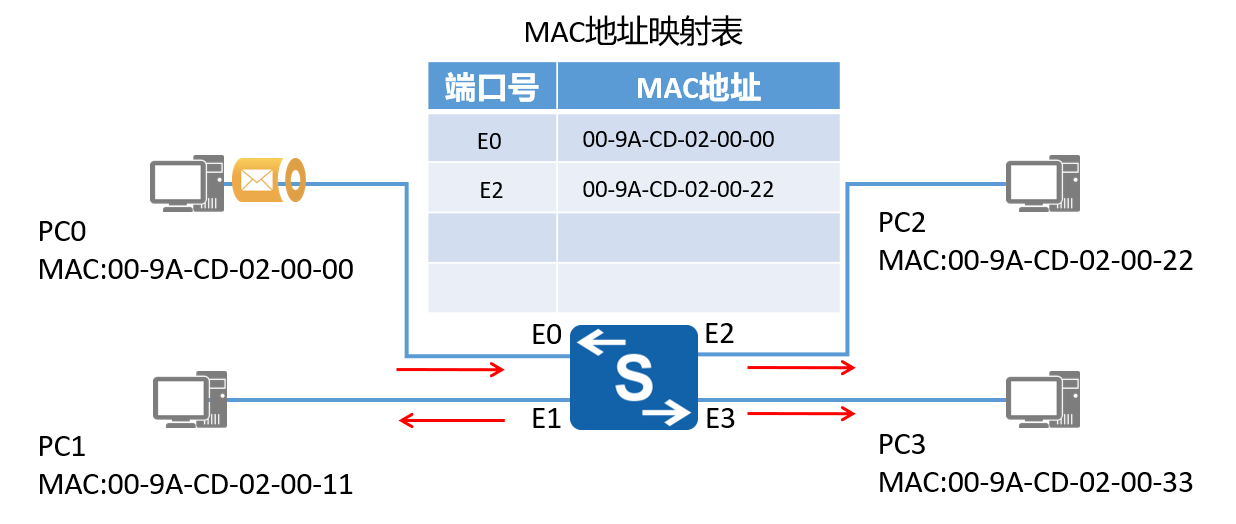 MAC地址映射表
端口号 MAC地址
E0 00-9A-CD-02-00-00
E2 00-9A-CD-02-00-22
PC0
MAC:00-9A-CD-02-00-00
PC2
MAC:00-9A-CD-02-00-22
E0 E2
S
E1 E3
PC1
MAC:00-9A-CD-02-00-11
PC3
MAC:00-9A-CD-02-00-33